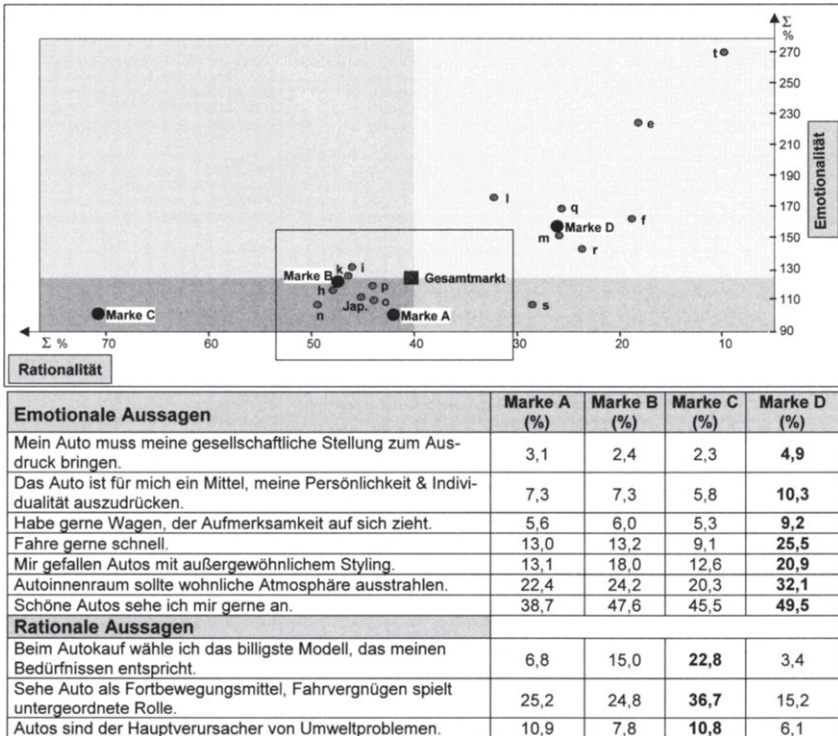 Σ
%
270
250
230
210
190
170
150
130
110
90
Emotionalität
t
e
l
q
f
Marke D
m
r
i
k
Marke B
Gesamtmarkt
h
p
Jap.
o
n
Marke A
s
Marke C
Σ %
70
60
50
40
30
20
10
Rationalität
Emotionale Aussagen Marke A (%) Marke B (%) Marke C (%) Marke D (%)
Mein Auto muss meine gesellschaftliche Stellung zum Aus-
druck bringen. 3,1 2,4 2,3 4,9
Das Auto ist für mich ein Mittel, meine Persönlichkeit & Indivi-
dualität auszudrücken. 7,3 7,3 5,8 10,3
Habe gerne Wagen, der Aufmerksamkeit auf sich zieht. 5,6 6,0 5,3 9,2
Fahre gerne schnell. 13,0 13,2 9,1 25,5
Mir gefallen Autos mit außergewöhnlichem Styling. 13,1 18,0 12,6 20,9
Autoinnenraum sollte wohnliche Atmosphäre ausstrahlen. 22,4 24,2 20,3 32,1
Schöne Autos sehe ich mir gerne an. 38,7 47,6 45,5 49,5
Rationale Aussagen
Beim Autokauf wähle ich das billigste Modell, das meinen
Bedürfnissen entspricht. 6,8 15,0 22,8 3,4
Sehe Auto als Fortbewegungsmittel, Fahrvergnügen spielt
untergeordnete Rolle. 25,2 24,8 36,7 15,2
Autos sind der Hauptverursacher von Umweltproblemen. 10,9 7,8 10,8 6,1